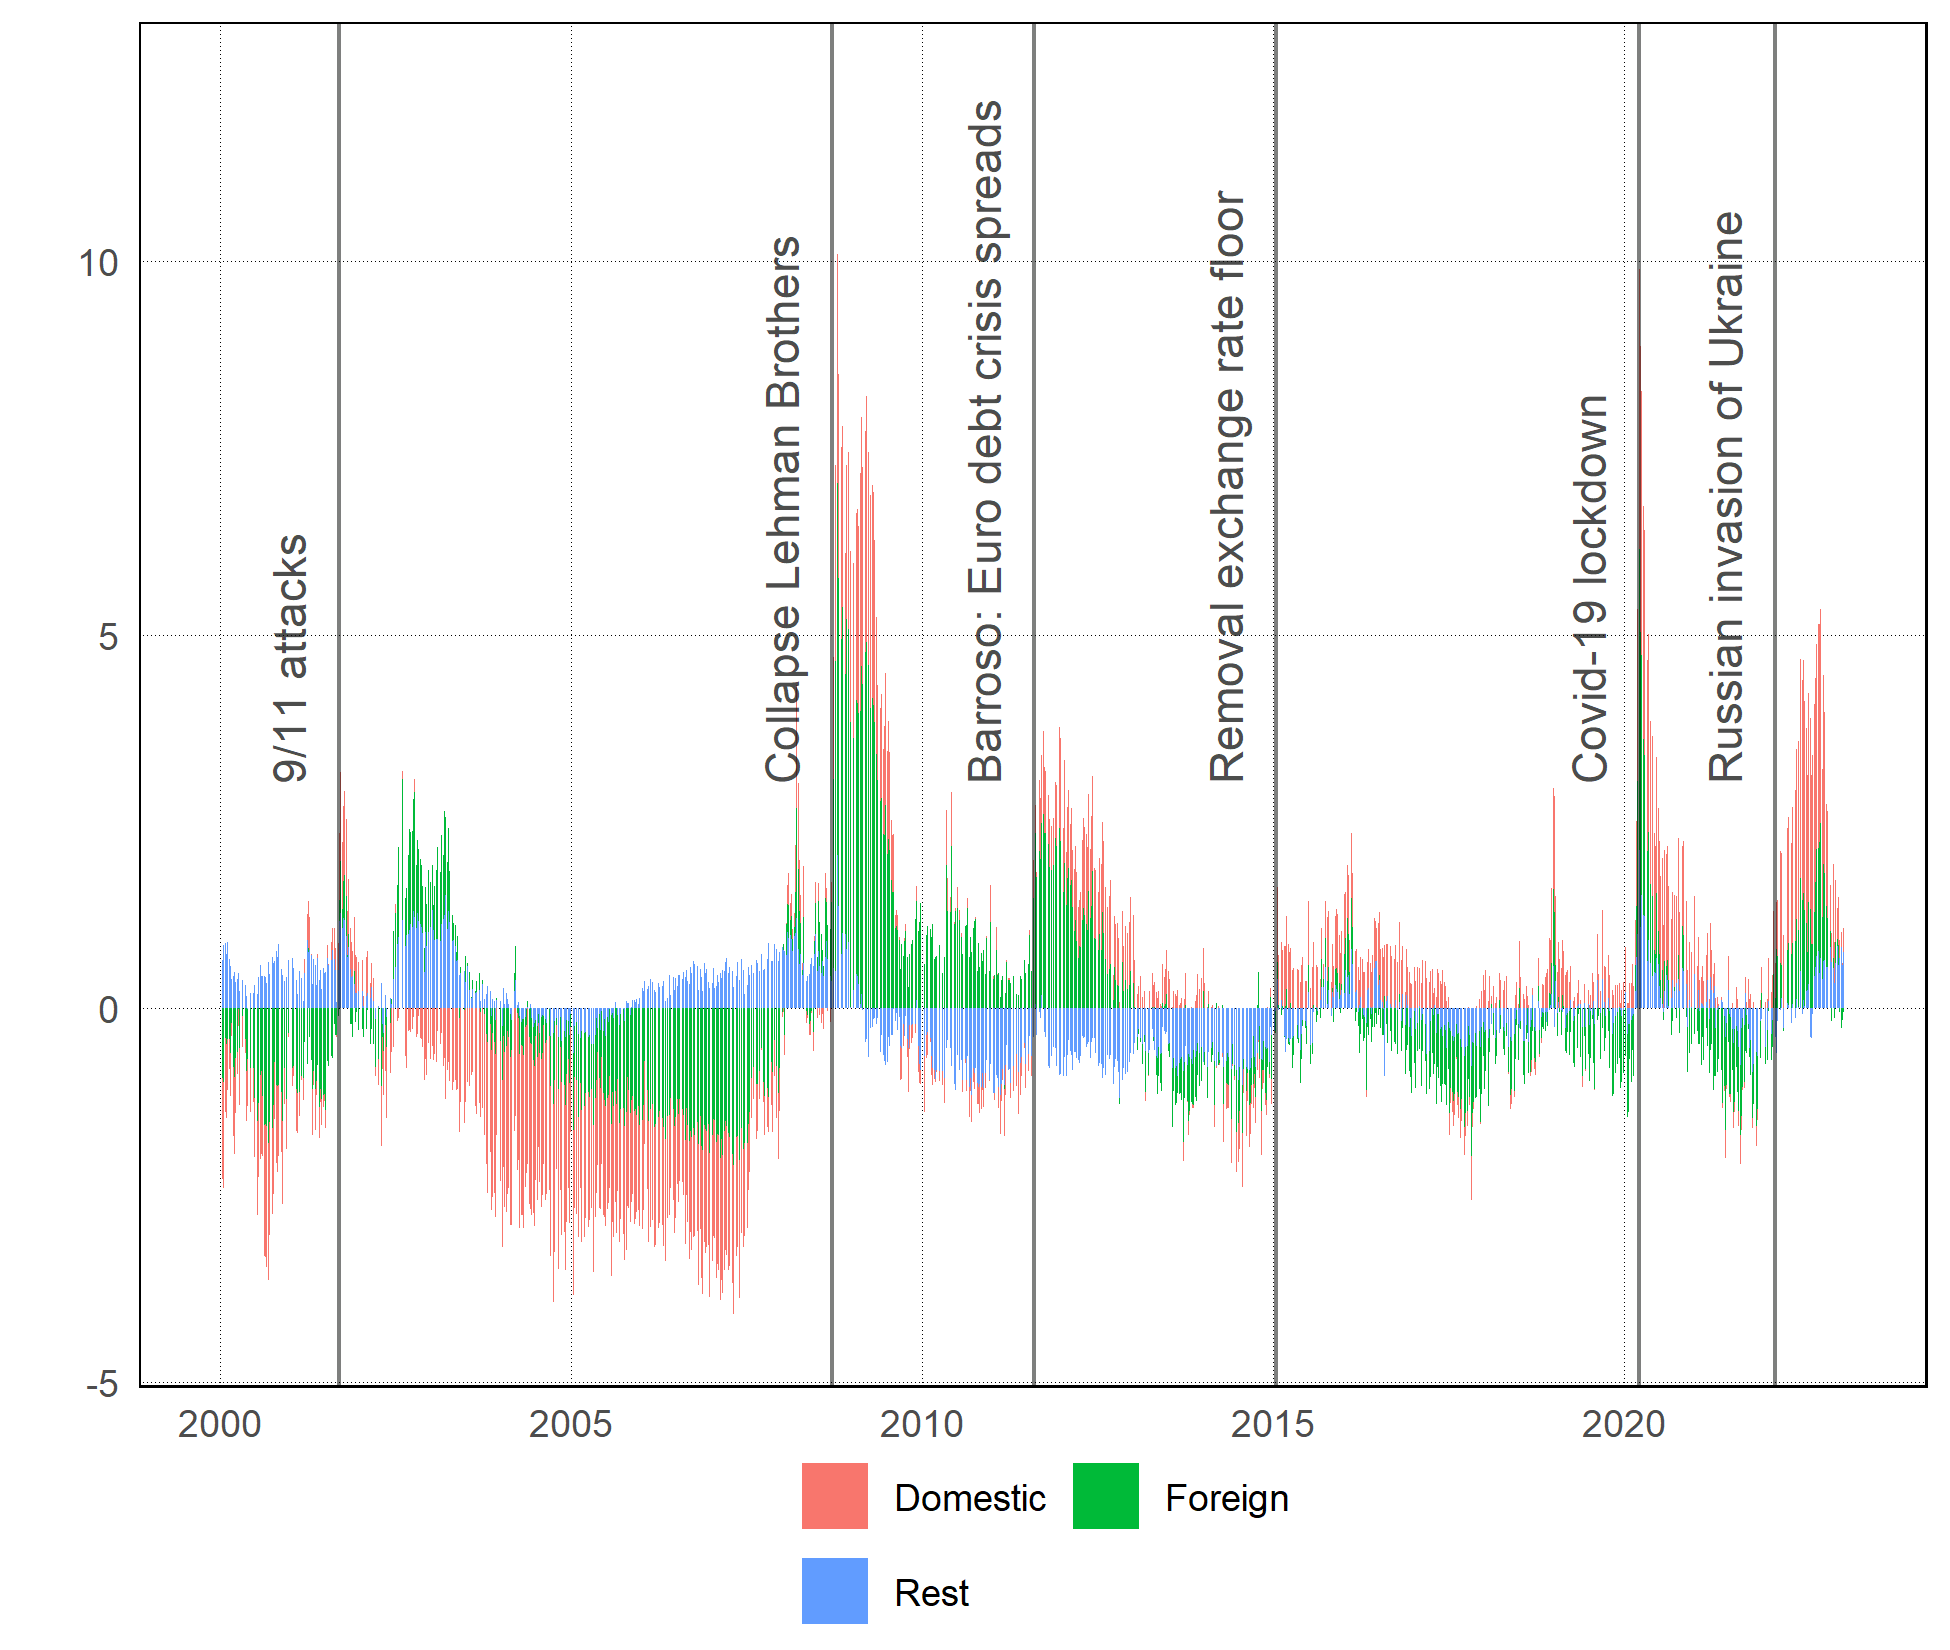 10
5
0
-5
9/11 attacks
Collapse Lehman Brothers
Barroso: Euro debt crisis spreads
Removal exchange rate floor
Covid-19 lockdown
Russian invasion of Ukraine
2000 2005 2010 2015 2020
Domestic Foreign
Rest